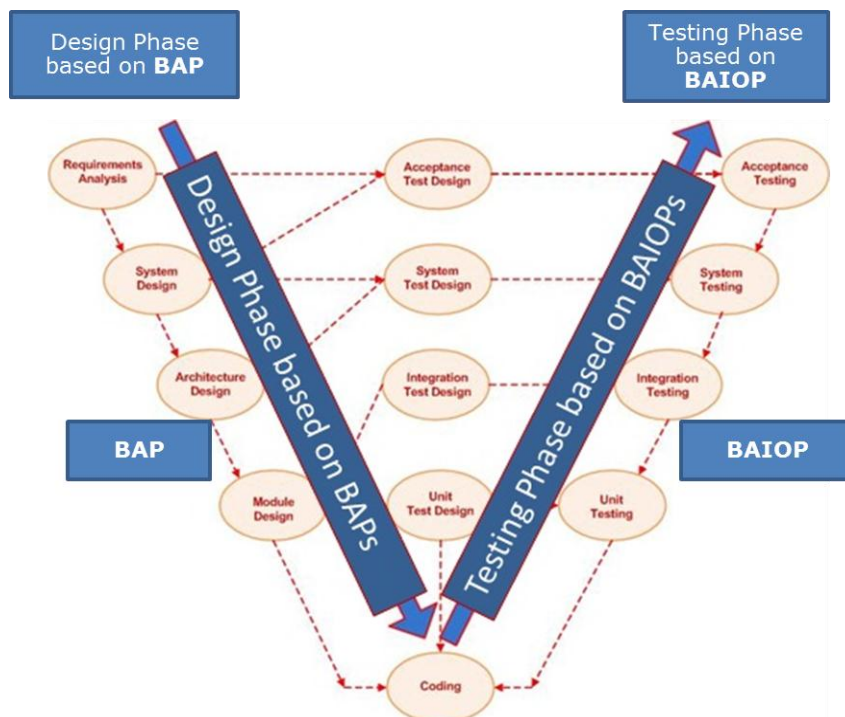 Design Phase
based on BAP
Testing Phase
based on
BAIOP
Requirements
Analysis
Acceptance
Test Design
Acceptance
Testing
System
Design
System
Test Design
System
Testing
Architecture
Design
Integration
Test Design
Integration
Testing
BAP
BAIOP
Module
Design
Unit
Test Design
Unit
Testing
Design Phase based on BAPs
Testing Phase based on BAIOPs
Coding